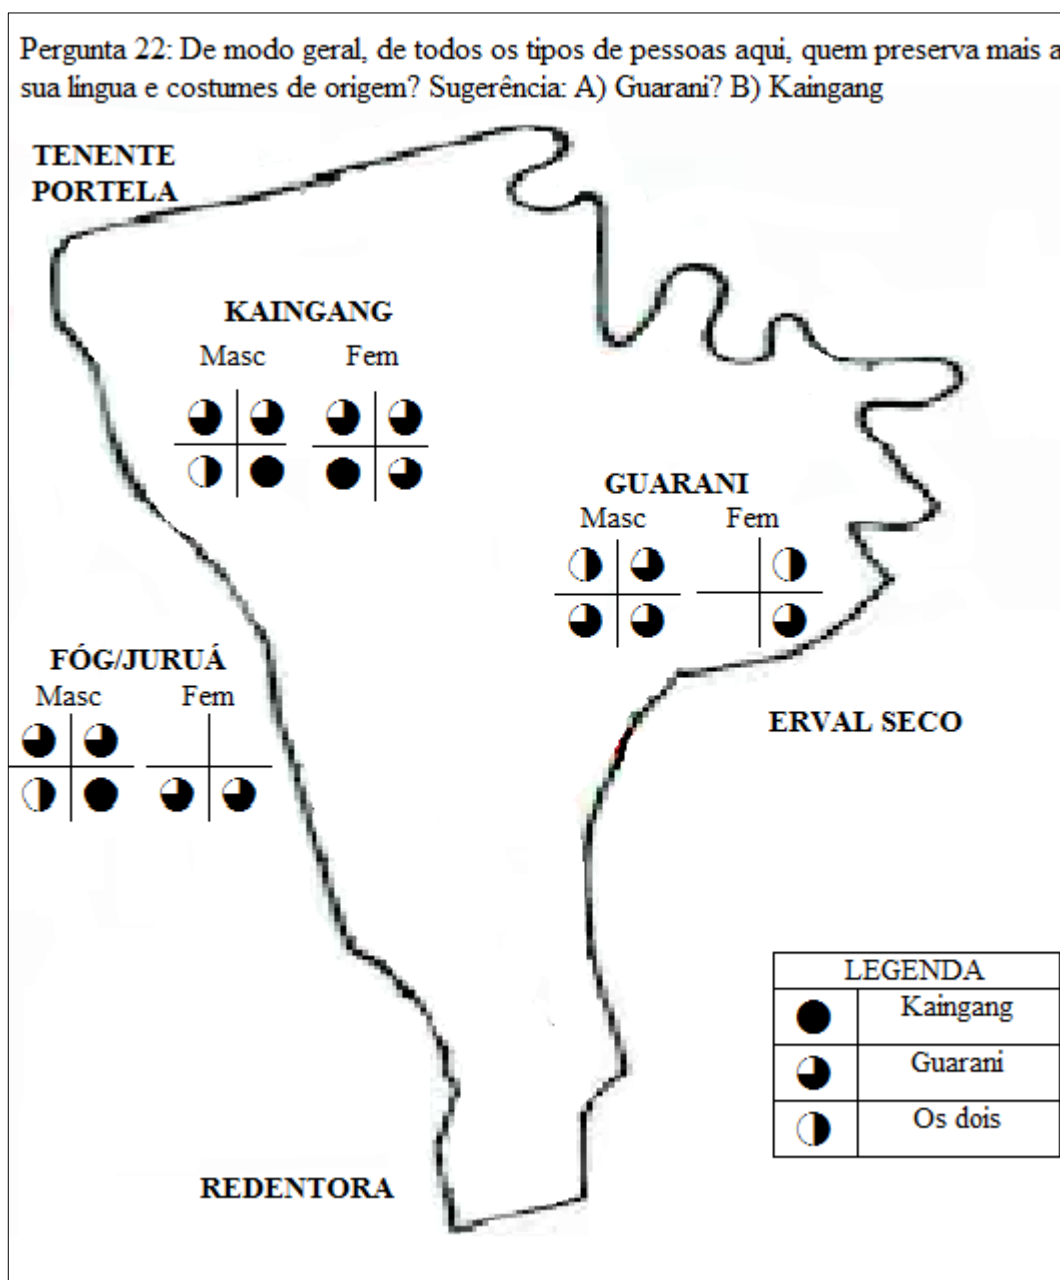 Pergunta 22: De modo geral, de todos os tipos de pessoas aqui, quem preserva mais a
sua língua e costumes de origem? Sugerência: A) Guarani? B) Kaingang
TENENTE
PORTELA
KAINGANG
Masc Fem
GUARANI
Masc Fem
FÓG/JURUÁ
Masc Fem
ERVAL SECO
LEGENDA
Kaingang
Guarani
Os dois
REDENTORA